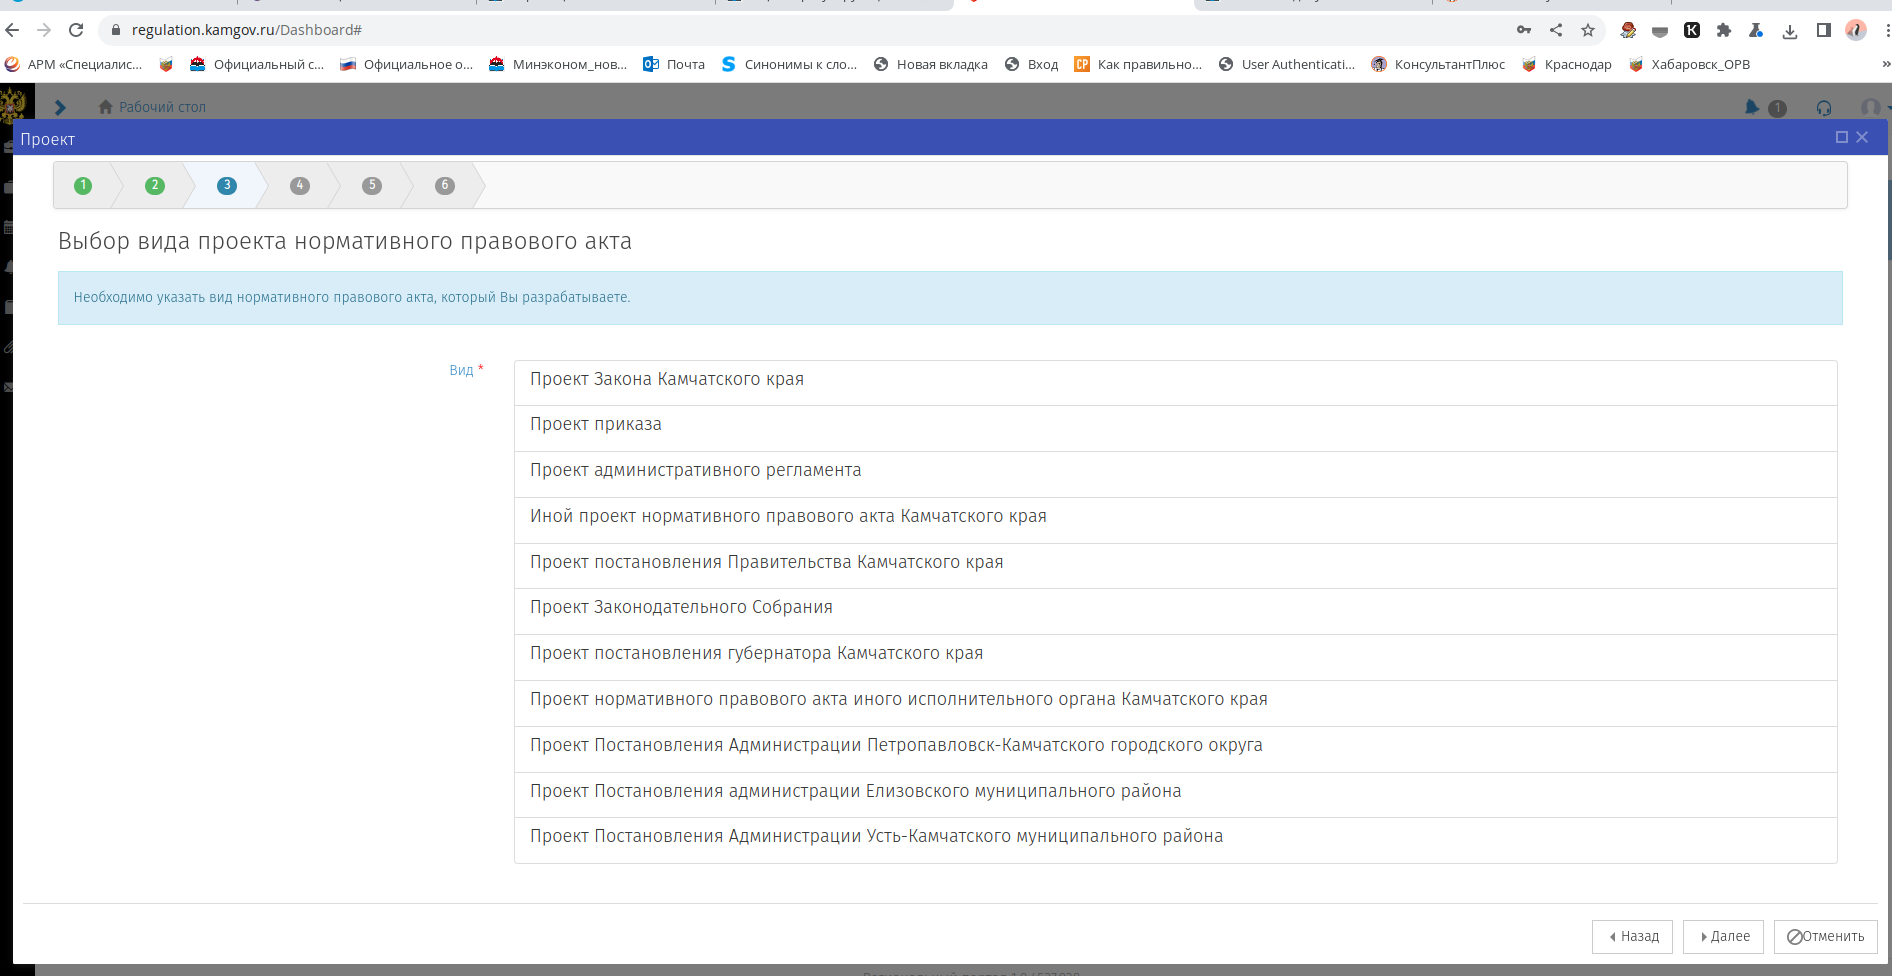 regulation.kamgov.ru/Dashboard#
АРМ «Специалис... Официальный с... Официальное о... Минэконом_нов... Почта Синонимы к сло... Новая вкладка Вход Как правильно... User Authenticati... КонсультантПлюс Краснодар Хабаровск_ОРВ »
Рабочий стол 1
Проект
1 2 3 4 5 6
Выбор вида проекта нормативного правового акта
Необходимо указать вид нормативного правового акта, который Вы разрабатываете.
Вид *
Проект Закона Камчатского края
Проект приказа
Проект административного регламента
Иной проект нормативного правового акта Камчатского края
Проект постановления Правительства Камчатского края
Проект Законодательного Собрания
Проект постановления губернатора Камчатского края
Проект нормативного правового акта иного исполнительного органа Камчатского края
Проект Постановления Администрации Петропавловск-Камчатского городского округа
Проект Постановления администрации Елизовского муниципального района
Проект Постановления Администрации Усть-Камчатского муниципального района
Назад Далее Отменить